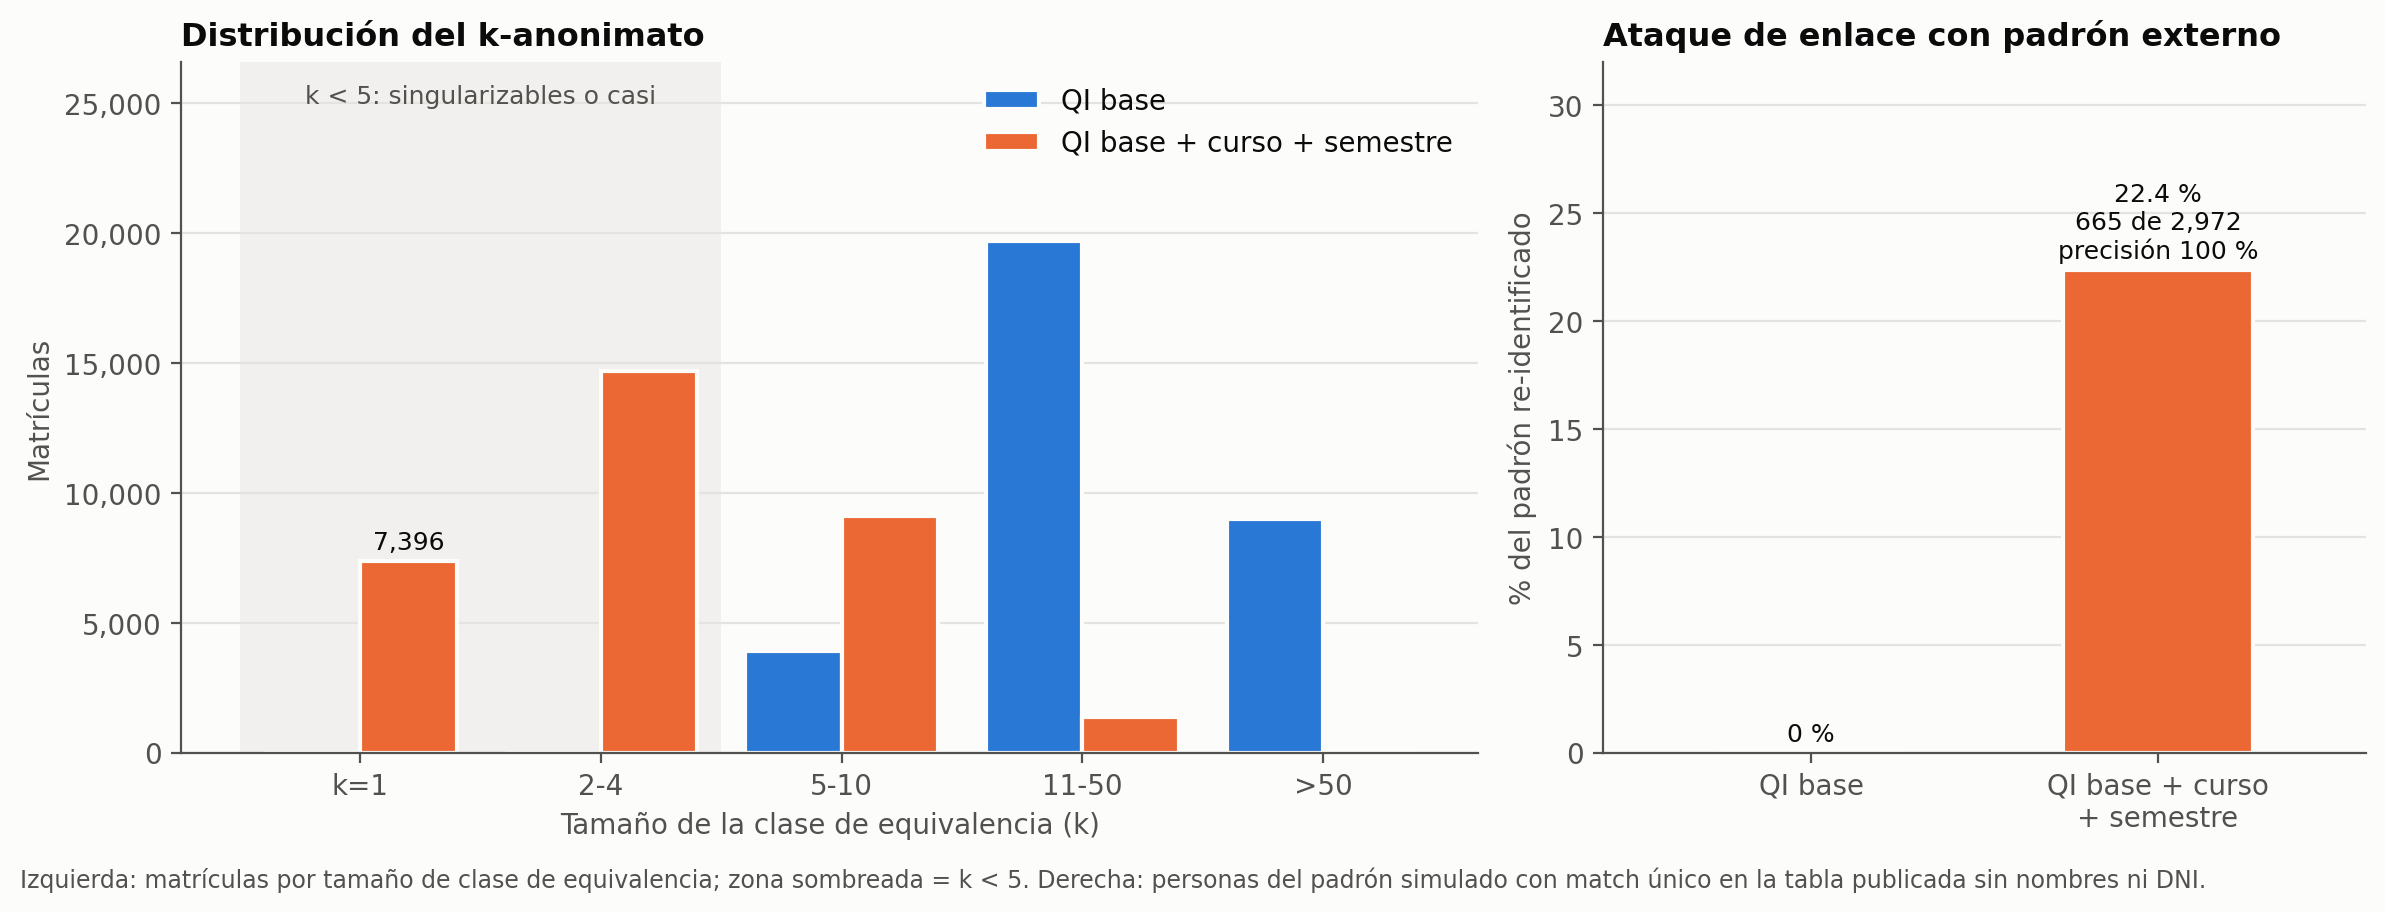 Distribución del k-anonimato
k < 5: singularizables o casi
QI base
QI base + curso + semestre
25,000
20,000
15,000
10,000
5,000
0
Matrículas
7,396
k=1
2-4
5-10
11-50
>50
Tamaño de la clase de equivalencia (k)
Ataque de enlace con padrón externo
30
25
20
15
10
5
0
% del padrón re-identificado
22.4 %
665 de 2,972
precisión 100 %
0 %
QI base
QI base + curso
+ semestre
Izquierda: matrículas por tamaño de clase de equivalencia; zona sombreada = k < 5. Derecha: personas del padrón simulado con match único en la tabla publicada sin nombres ni DNI.